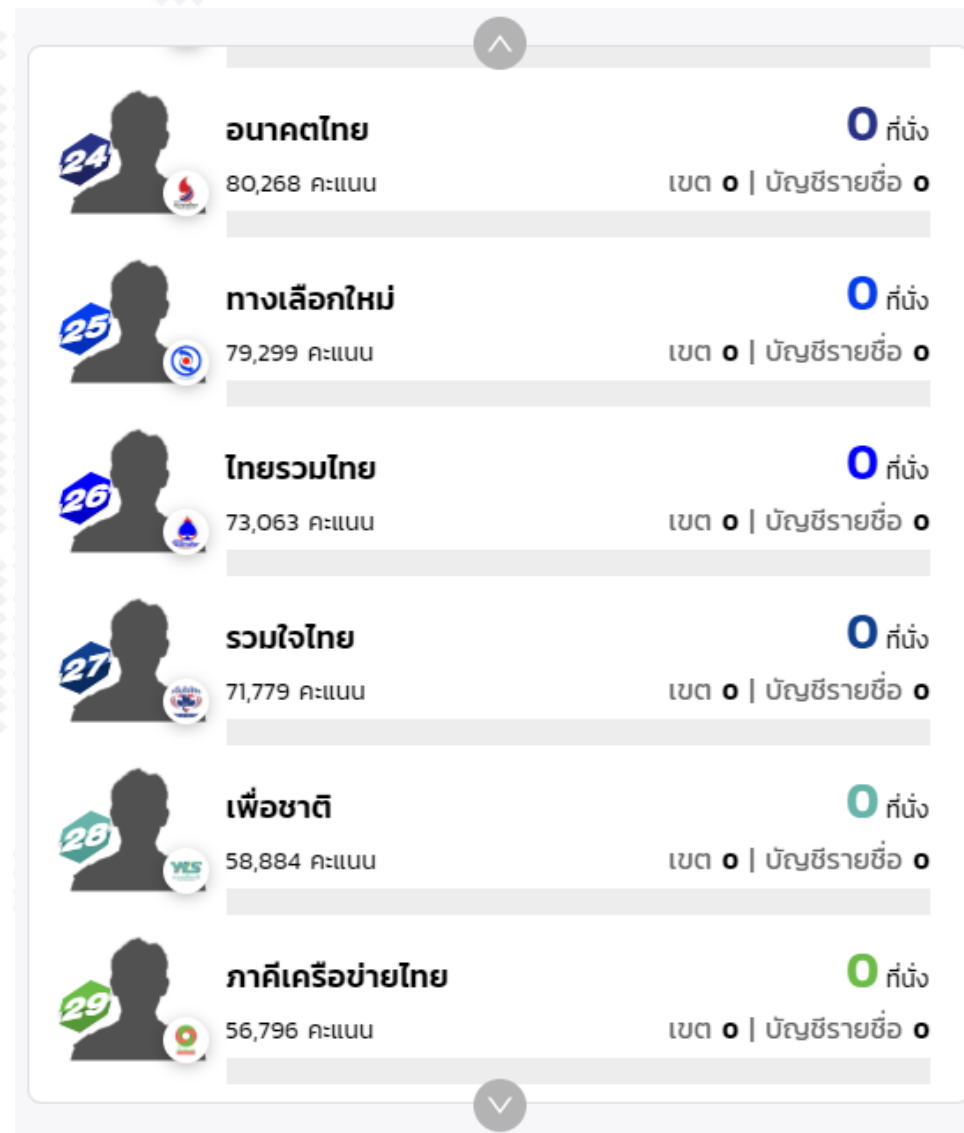 24
อนาคตไทย
0 ที่นั่ง
80,268 คะแนน
เขต 0 | บัญชีรายชื่อ 0
25
ทางเลือกใหม่
0 ที่นั่ง
79,299 คะแนน
เขต 0 | บัญชีรายชื่อ 0
26
ไทยรวมไทย
0 ที่นั่ง
73,063 คะแนน
เขต 0 | บัญชีรายชื่อ 0
27
รวมใจไทย
0 ที่นั่ง
71,779 คะแนน
เขต 0 | บัญชีรายชื่อ 0
28
เพื่อชาติ
0 ที่นั่ง
58,884 คะแนน
เขต 0 | บัญชีรายชื่อ 0
29
ภาคีเครือข่ายไทย
0 ที่นั่ง
56,796 คะแนน
เขต 0 | บัญชีรายชื่อ 0